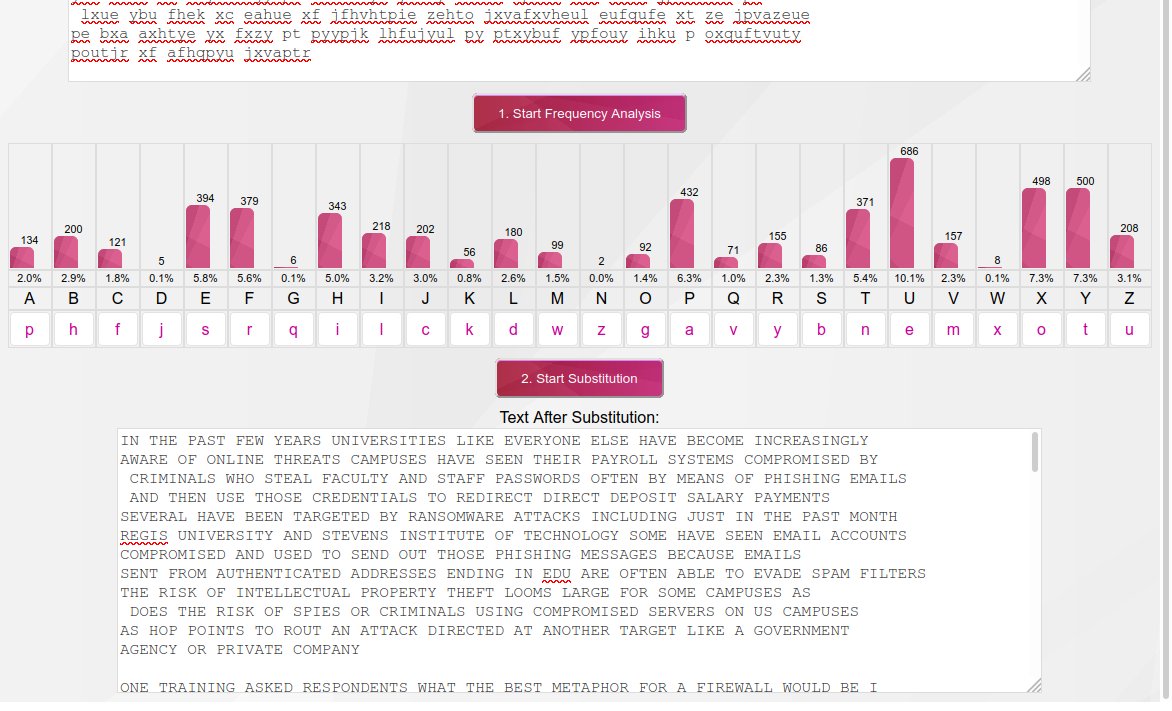 lxue ybu fhek xc eahue xf jfhvhtpie zehto jxvafxvheul eufqufe xt ze jpvazeue
pe bxa axhtye yx fxzy pt pyypjk lhfujyul py ptxybuf ypfouy ihku p oxquftvuty
poutjr xf afhqpyu jxvaptr
1. Start Frequency Analysis
134 200 121 5 394 379 6 343 218 202 56 180 99 2 92 432 71 155 86 371 686 157 8 498 500 208
2.0% 2.9% 1.8% 0.1% 5.8% 5.6% 0.1% 5.0% 3.2% 3.0% 0.8% 2.6% 1.5% 0.0% 1.4% 6.3% 1.0% 2.3% 1.3% 5.4% 10.1% 2.3% 0.1% 7.3% 7.3% 3.1%
A B C D E F G H I J K L M N O P Q R S T U V W X Y Z
p h f j s r q i l c k d w z g a v y b n e m x o t u
2. Start Substitution
Text After Substitution:
IN THE PAST FEW YEARS UNIVERSITIES LIKE EVERYONE ELSE HAVE BECOME INCREASINGLY
AWARE OF ONLINE THREATS CAMPUSES HAVE SEEN THEIR PAYROLL SYSTEMS COMPROMISED BY
CRIMINALS WHO STEAL FACULTY AND STAFF PASSWORDS OFTEN BY MEANS OF PHISHING EMAILS
AND THEN USE THOSE CREDENTIALS TO REDIRECT DIRECT DEPOSIT SALARY PAYMENTS
SEVERAL HAVE BEEN TARGETED BY RANSOMWARE ATTACKS INCLUDING JUST IN THE PAST MONTH
REGIS UNIVERSITY AND STEVENS INSTITUTE OF TECHNOLOGY SOME HAVE SEEN EMAIL ACCOUNTS
COMPROMISED AND USED TO SEND OUT THOSE PHISHING MESSAGES BECAUSE EMAILS
SENT FROM AUTHENTICATED ADDRESSES ENDING IN EDU ARE OFTEN ABLE TO EVADE SPAM FILTERS
THE RISK OF INTELLECTUAL PROPERTY THEFT LOOMS LARGE FOR SOME CAMPUSES AS
DOES THE RISK OF SPIES OR CRIMINALS USING COMPROMISED SERVERS ON US CAMPUSES
AS HOP POINTS TO ROUT AN ATTACK DIRECTED AT ANOTHER TARGET LIKE A GOVERNMENT
AGENCY OR PRIVATE COMPANY
ONE TRAINING ASKED RESPONDENTS WHAT THE BEST METAPHOR FOR A FIREWALL WOULD BE I